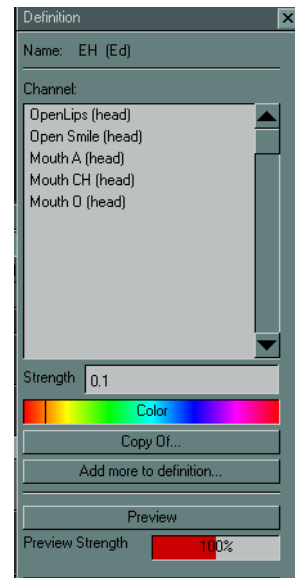 Definition
Name: EH (Ed)
Channel:
OpenLips (head)
Open Smile (head)
Mouth A (head)
Mouth CH (head)
Mouth O (head)
Strength 0.1
Color
Copy Of...
Add more to definition...
Preview
Preview Strength 100%